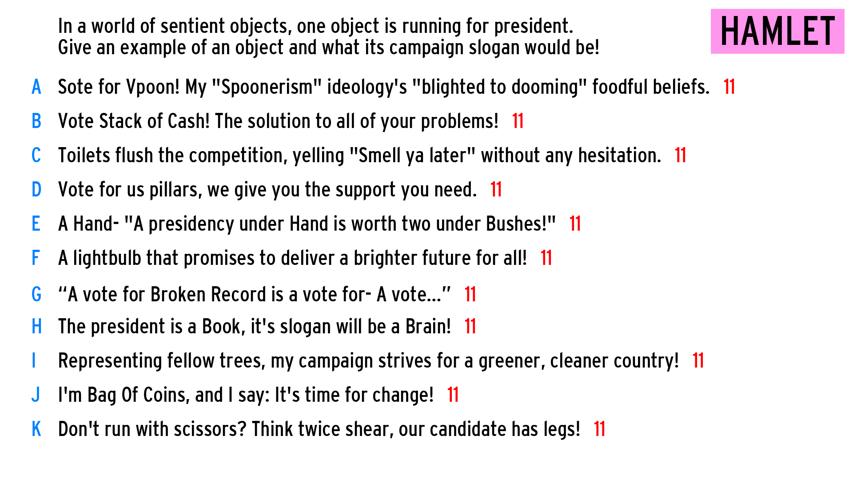 In a world of sentient objects, one object is running for president.
Give an example of an object and what its campaign slogan would be!
HAMLET
A Sote for Vpoon! My "Spoonerism" ideology's "blighted to dooming" foodful beliefs. 11
B Vote Stack of Cash! The solution to all of your problems! 11
C Toilets flush the competition, yelling "Smell ya later" without any hesitation. 11
D Vote for us pillars, we give you the support you need. 11
E A Hand- "A presidency under Hand is worth two under Bushes!" 11
F A lightbulb that promises to deliver a brighter future for all! 11
G “A vote for Broken Record is a vote for- A vote...” 11
H The president is a Book, it's slogan will be a Brain! 11
I Representing fellow trees, my campaign strives for a greener, cleaner country! 11
J I'm Bag Of Coins, and I say: It's time for change! 11
K Don't run with scissors? Think twice shear, our candidate has legs! 11